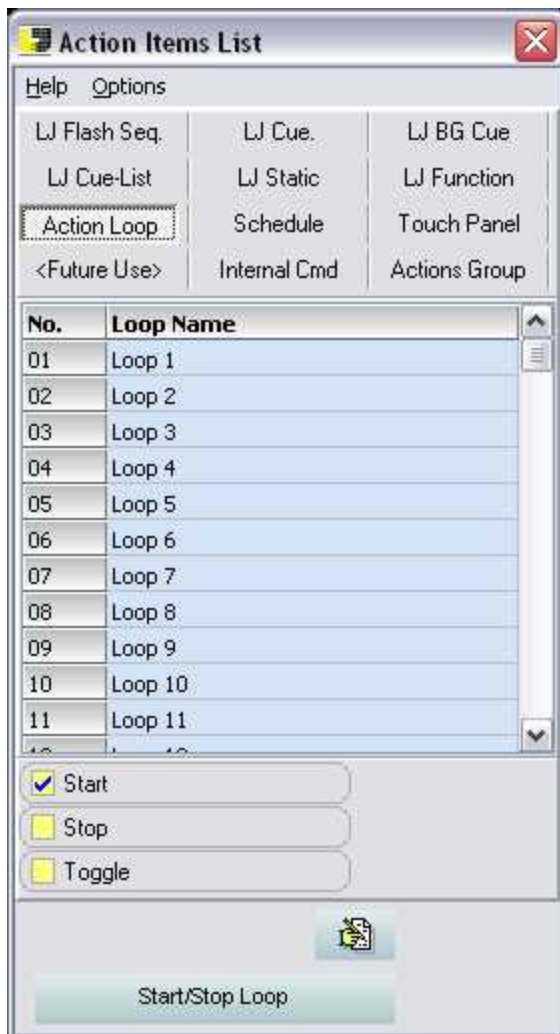 Action Items List
Help Options
LJ Flash Seq. LJ Cue. LJ BG Cue
LJ Cue-List LJ Static LJ Function
Action Loop Schedule Touch Panel
<Future Use> Internal Cmd Actions Group
No. Loop Name
01 Loop 1
02 Loop 2
03 Loop 3
04 Loop 4
05 Loop 5
06 Loop 6
07 Loop 7
08 Loop 8
09 Loop 9
10 Loop 10
11 Loop 11
Start
Stop
Toggle
Start/Stop Loop